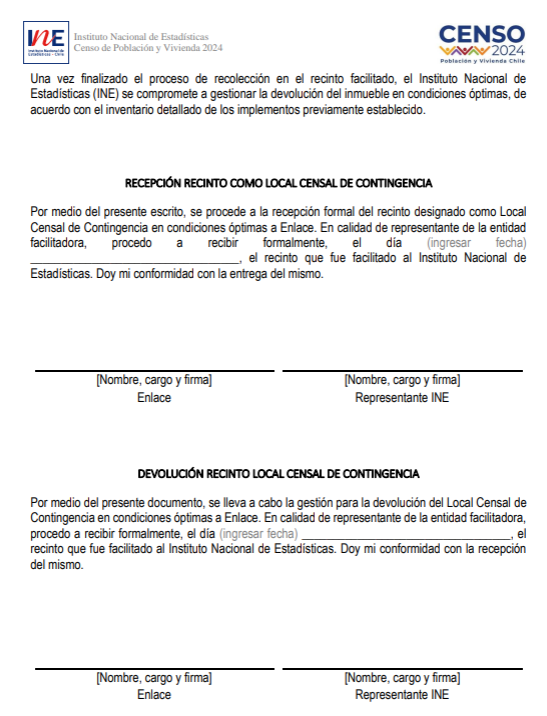 INE
Instituto Nacional de
Estadísticas - Chile
Instituto Nacional de Estadísticas
Censo de Población y Vivienda 2024
CENSO
2024
Población y Vivienda Chile
Una vez finalizado el proceso de recolección en el recinto facilitado, el Instituto Nacional de
Estadísticas (INE) se compromete a gestionar la devolución del inmueble en condiciones óptimas, de
acuerdo con el inventario detallado de los implementos previamente establecido.
RECEPCIÓN RECINTO COMO LOCAL CENSAL DE CONTINGENCIA
Por medio del presente escrito, se procede a la recepción formal del recinto designado como Local
Censal de Contingencia en condiciones óptimas a Enlace. En calidad de representante de la entidad
facilitadora, procedo a recibir formalmente, el día (ingresar fecha)
_________________________________, el recinto que fue facilitado al Instituto Nacional de
Estadísticas. Doy mi conformidad con la entrega del mismo.
[Nombre, cargo y firma] [Nombre, cargo y firma]
Enlace Representante INE
DEVOLUCIÓN RECINTO LOCAL CENSAL DE CONTINGENCIA
Por medio del presente documento, se lleva a cabo la gestión para la devolución del Local Censal de
Contingencia en condiciones óptimas a Enlace. En calidad de representante de la entidad facilitadora,
procedo a recibir formalmente, el día (ingresar fecha) _________________________________, el
recinto que fue facilitado al Instituto Nacional de Estadísticas. Doy mi conformidad con la recepción
del mismo.
[Nombre, cargo y firma] [Nombre, cargo y firma]
Enlace Representante INE